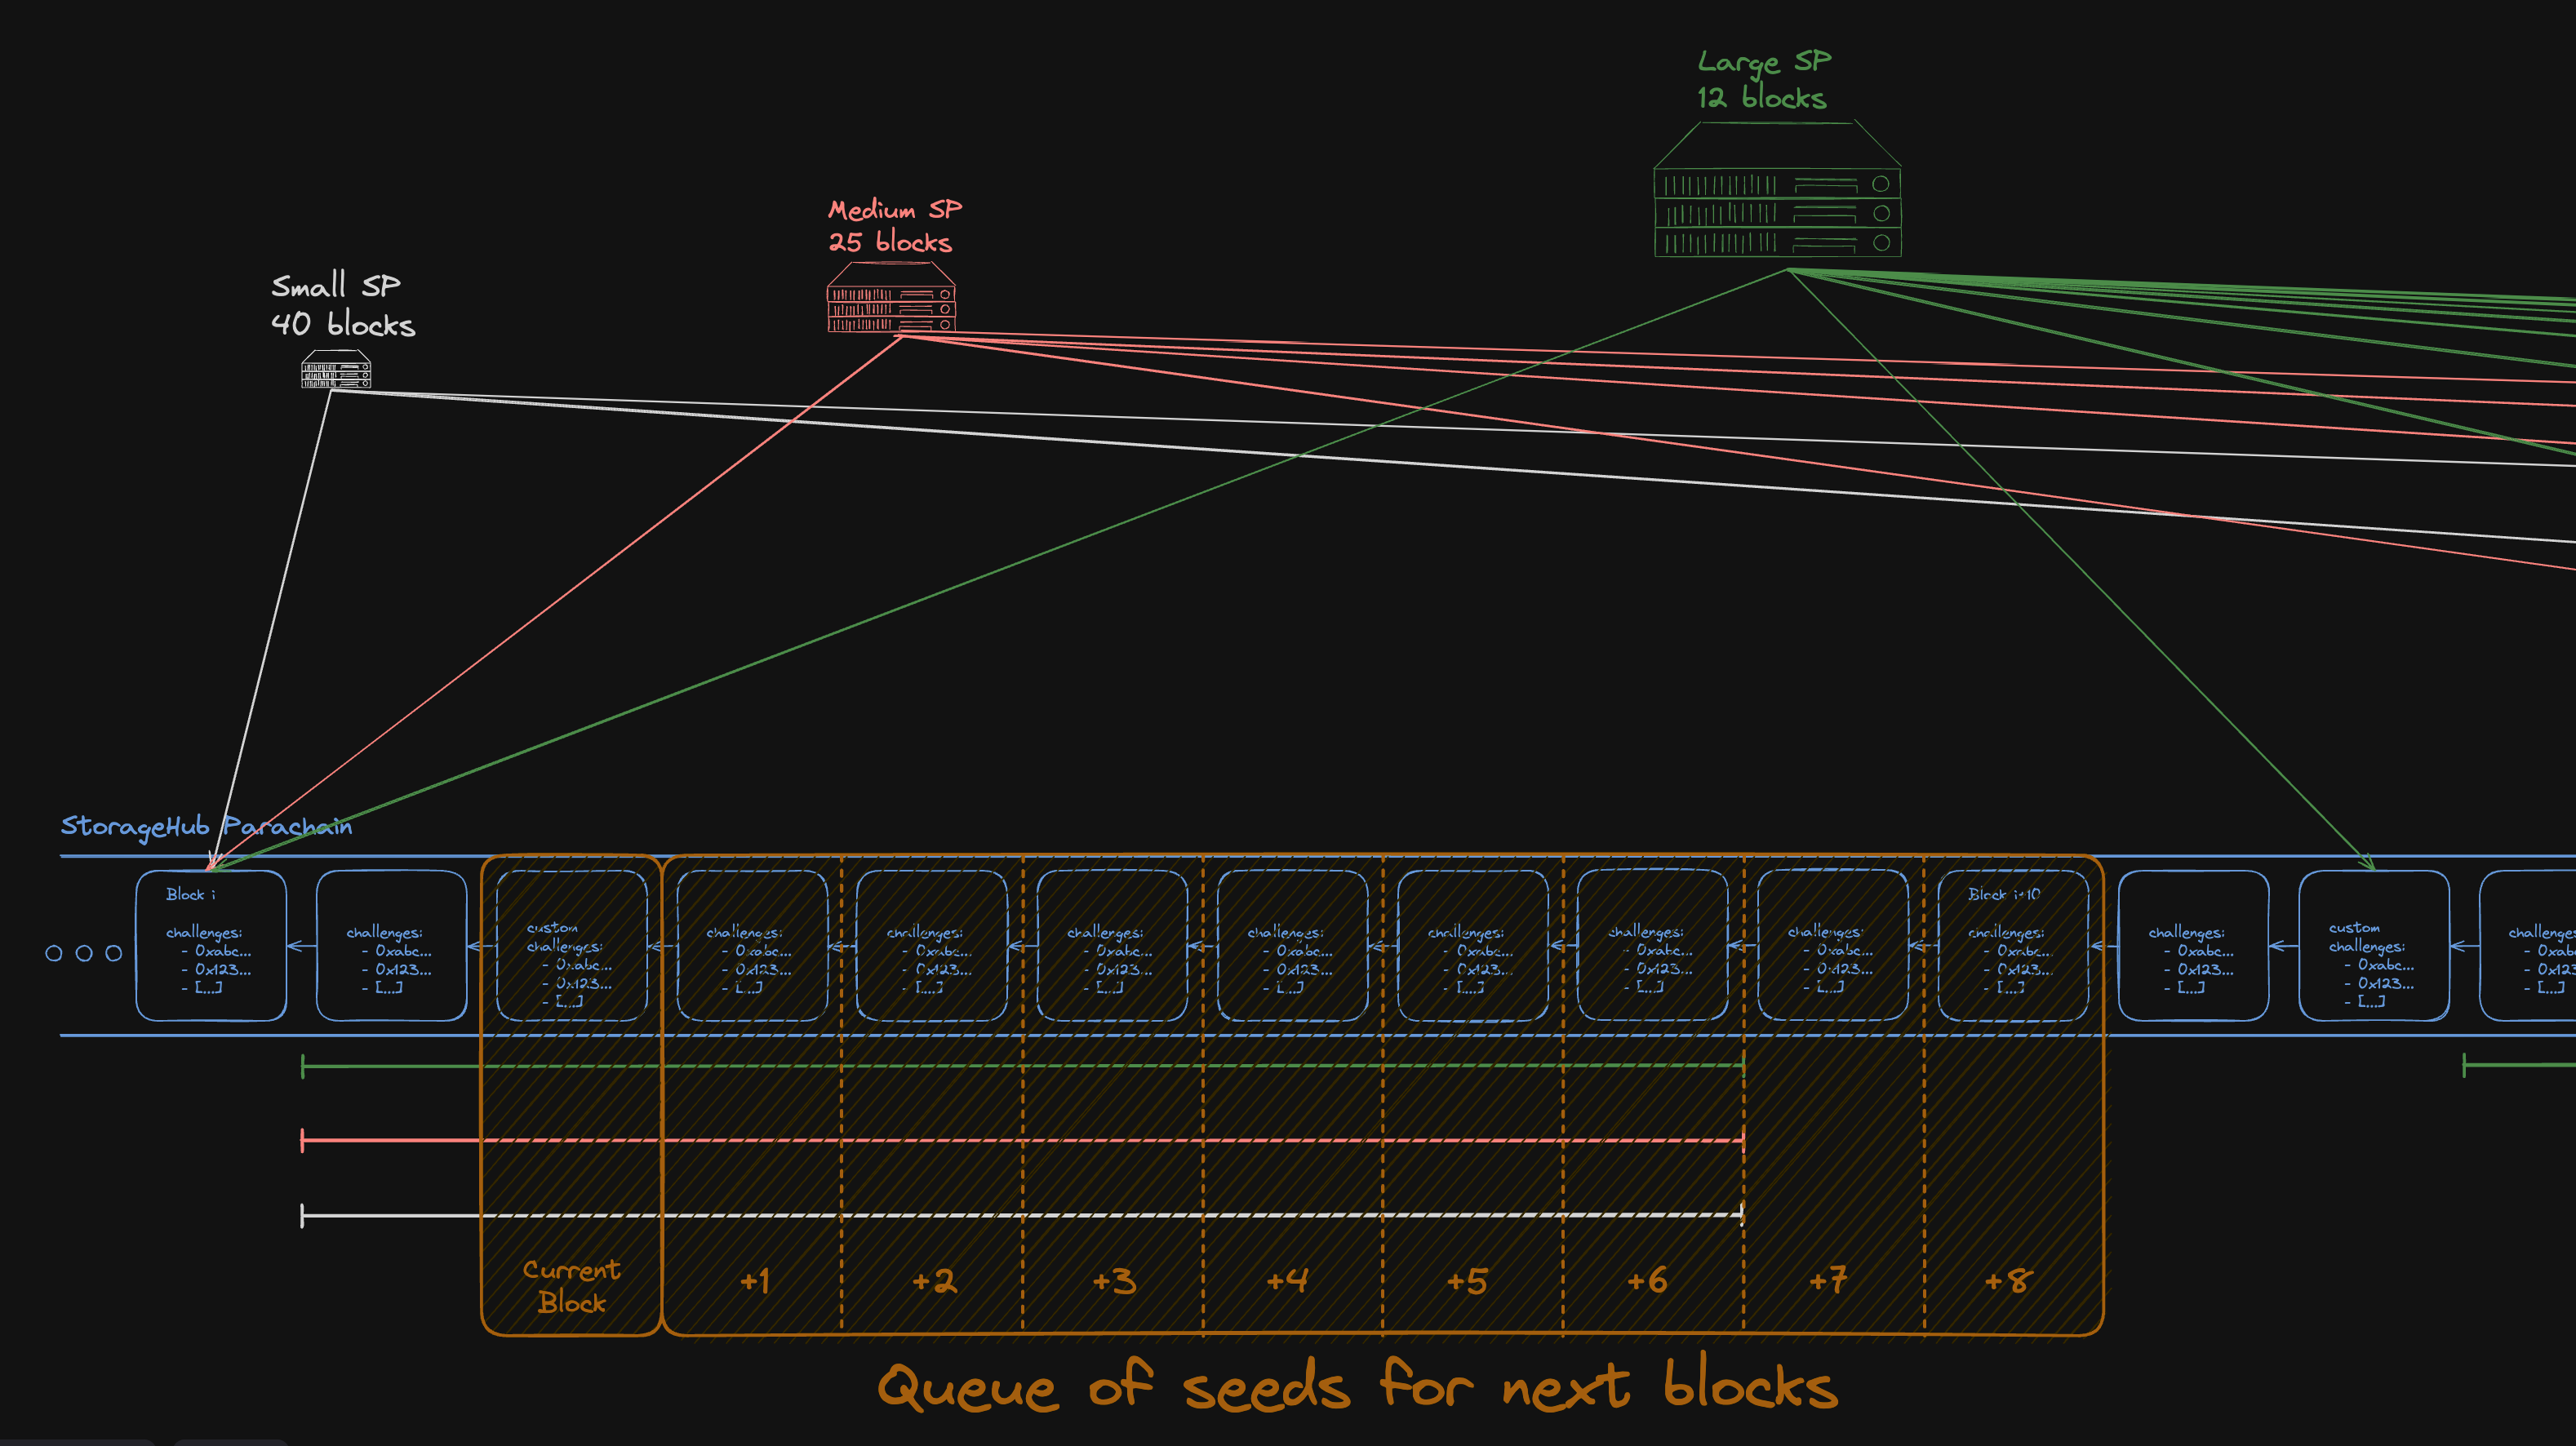 Large SP
12 blocks
Medium SP
25 blocks
Small SP
40 blocks
StorageHub Parachain
Block i
challenges:
- 0xabc...
- 0x123...
- [...]
challenges:
- 0xabc...
- 0x123...
- [...]
custom
challenges:
- 0xabc...
- 0x123...
- [...]
challenges:
- 0xabc...
- 0x123...
- [...]
challenges:
- 0xabc...
- 0x123...
- [...]
challenges:
- 0xabc...
- 0x123...
- [...]
challenges:
- 0xabc...
- 0x123...
- [...]
challenges:
- 0xabc...
- 0x123...
- [...]
challenges:
- 0xabc...
- 0x123...
- [...]
challenges:
- 0xabc...
- 0x123...
- [...]
Block i+10
challenges:
- 0xabc...
- 0x123...
- [...]
challenges:
- 0xabc...
- 0x123...
- [...]
custom
challenges:
- 0xabc...
- 0x123...
- [...]
challenges
- 0xabc
- 0x123
- [...]
Current
Block
+1
+2
+3
+4
+5
+6
+7
+8
Queue of seeds for next blocks